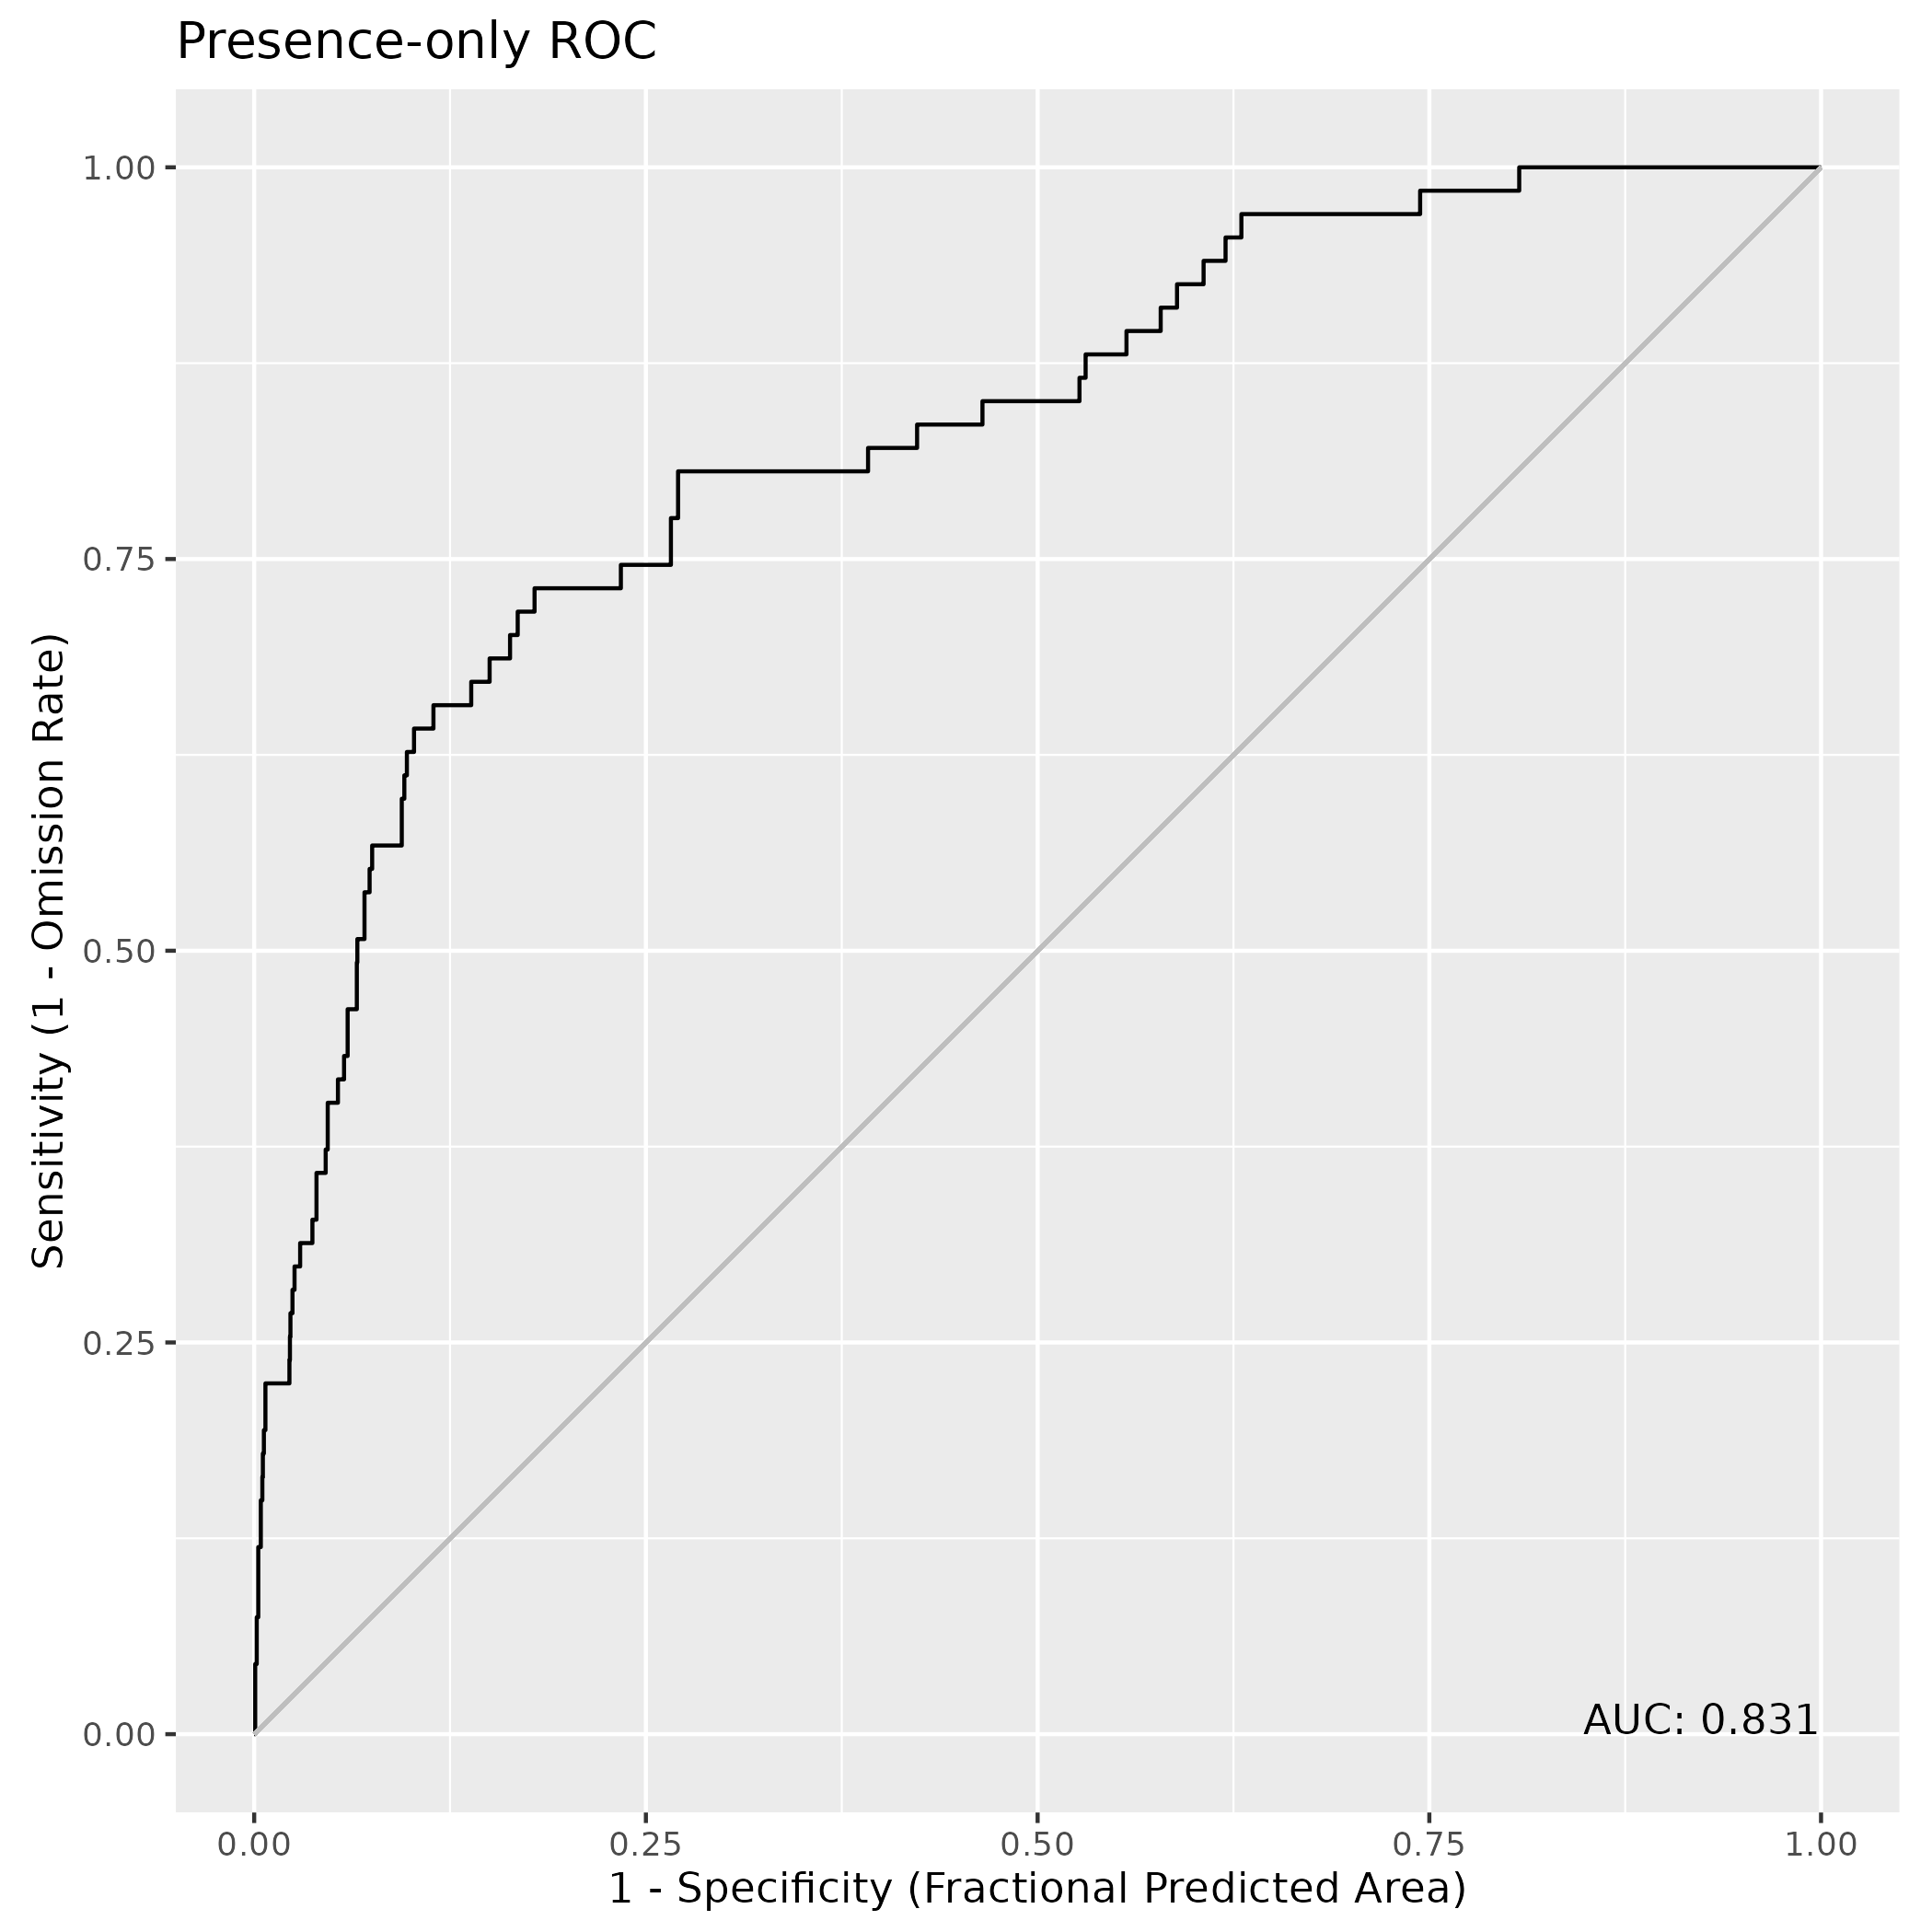 Presence-only ROC
Sensitivity (1 - Omission Rate)
1.00
0.75
0.50
0.25
0.00
AUC: 0.831
0.00 0.25 0.50 0.75 1.00
1 - Specificity (Fractional Predicted Area)